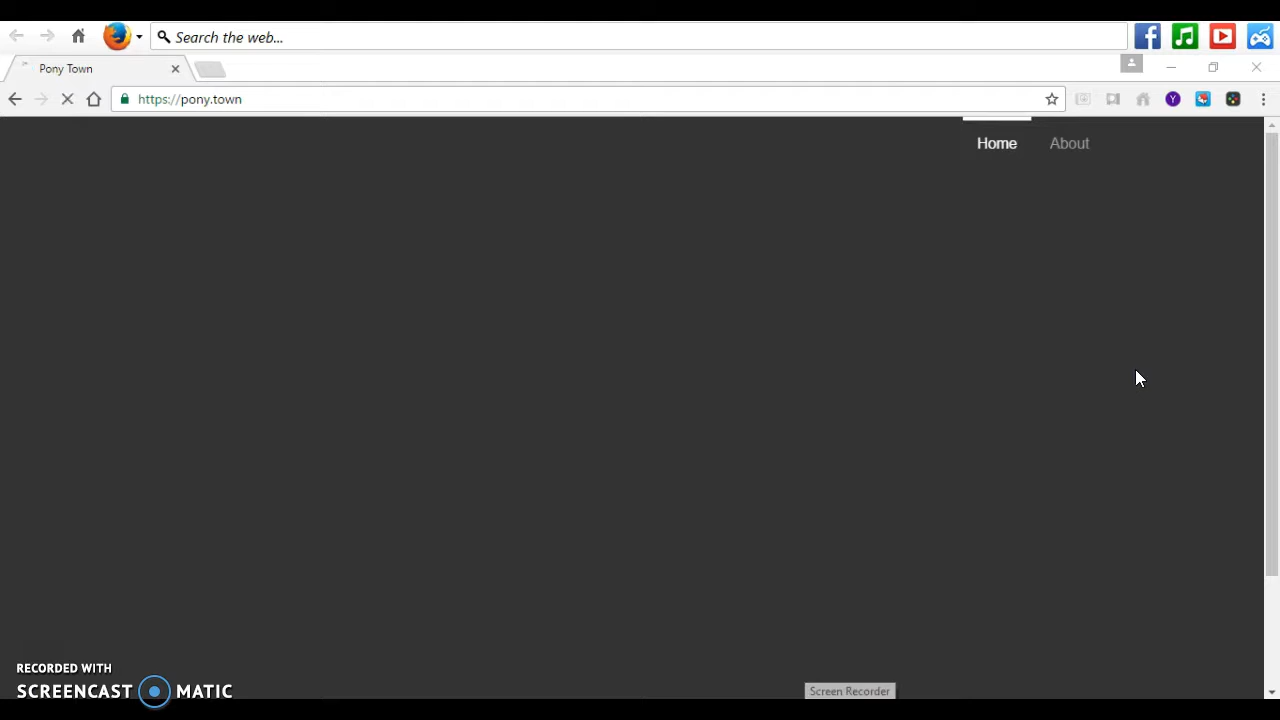 Search the web...
Pony Town
https://pony.town
Y
Home
About
RECORDED WITH
SCREENCAST MATIC
Screen Recorder